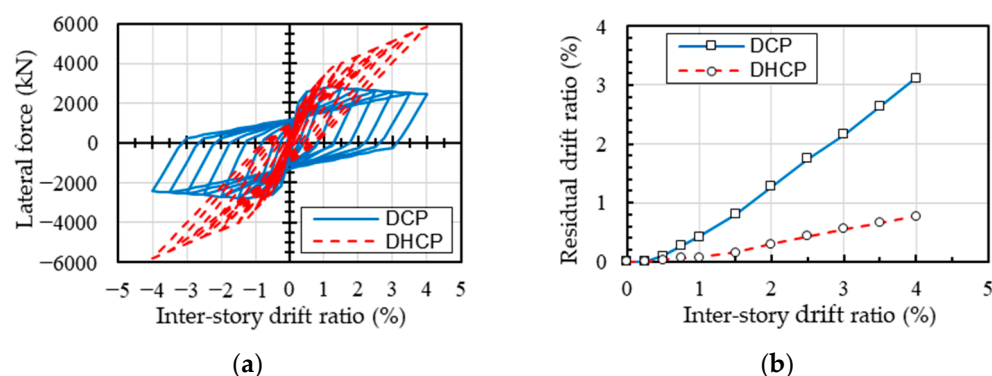 Lateral force (kN)
6000
4000
2000
0
−2000
−4000
−6000
DCP
DHCP
−5 −4 −3 −2 −1 0 1 2 3 4 5
Inter-story drift ratio (%)
(a)
Residual drift ratio (%)
4
3
2
1
0
DCP
DHCP
0 1 2 3 4 5
Inter-story drift ratio (%)
(b)